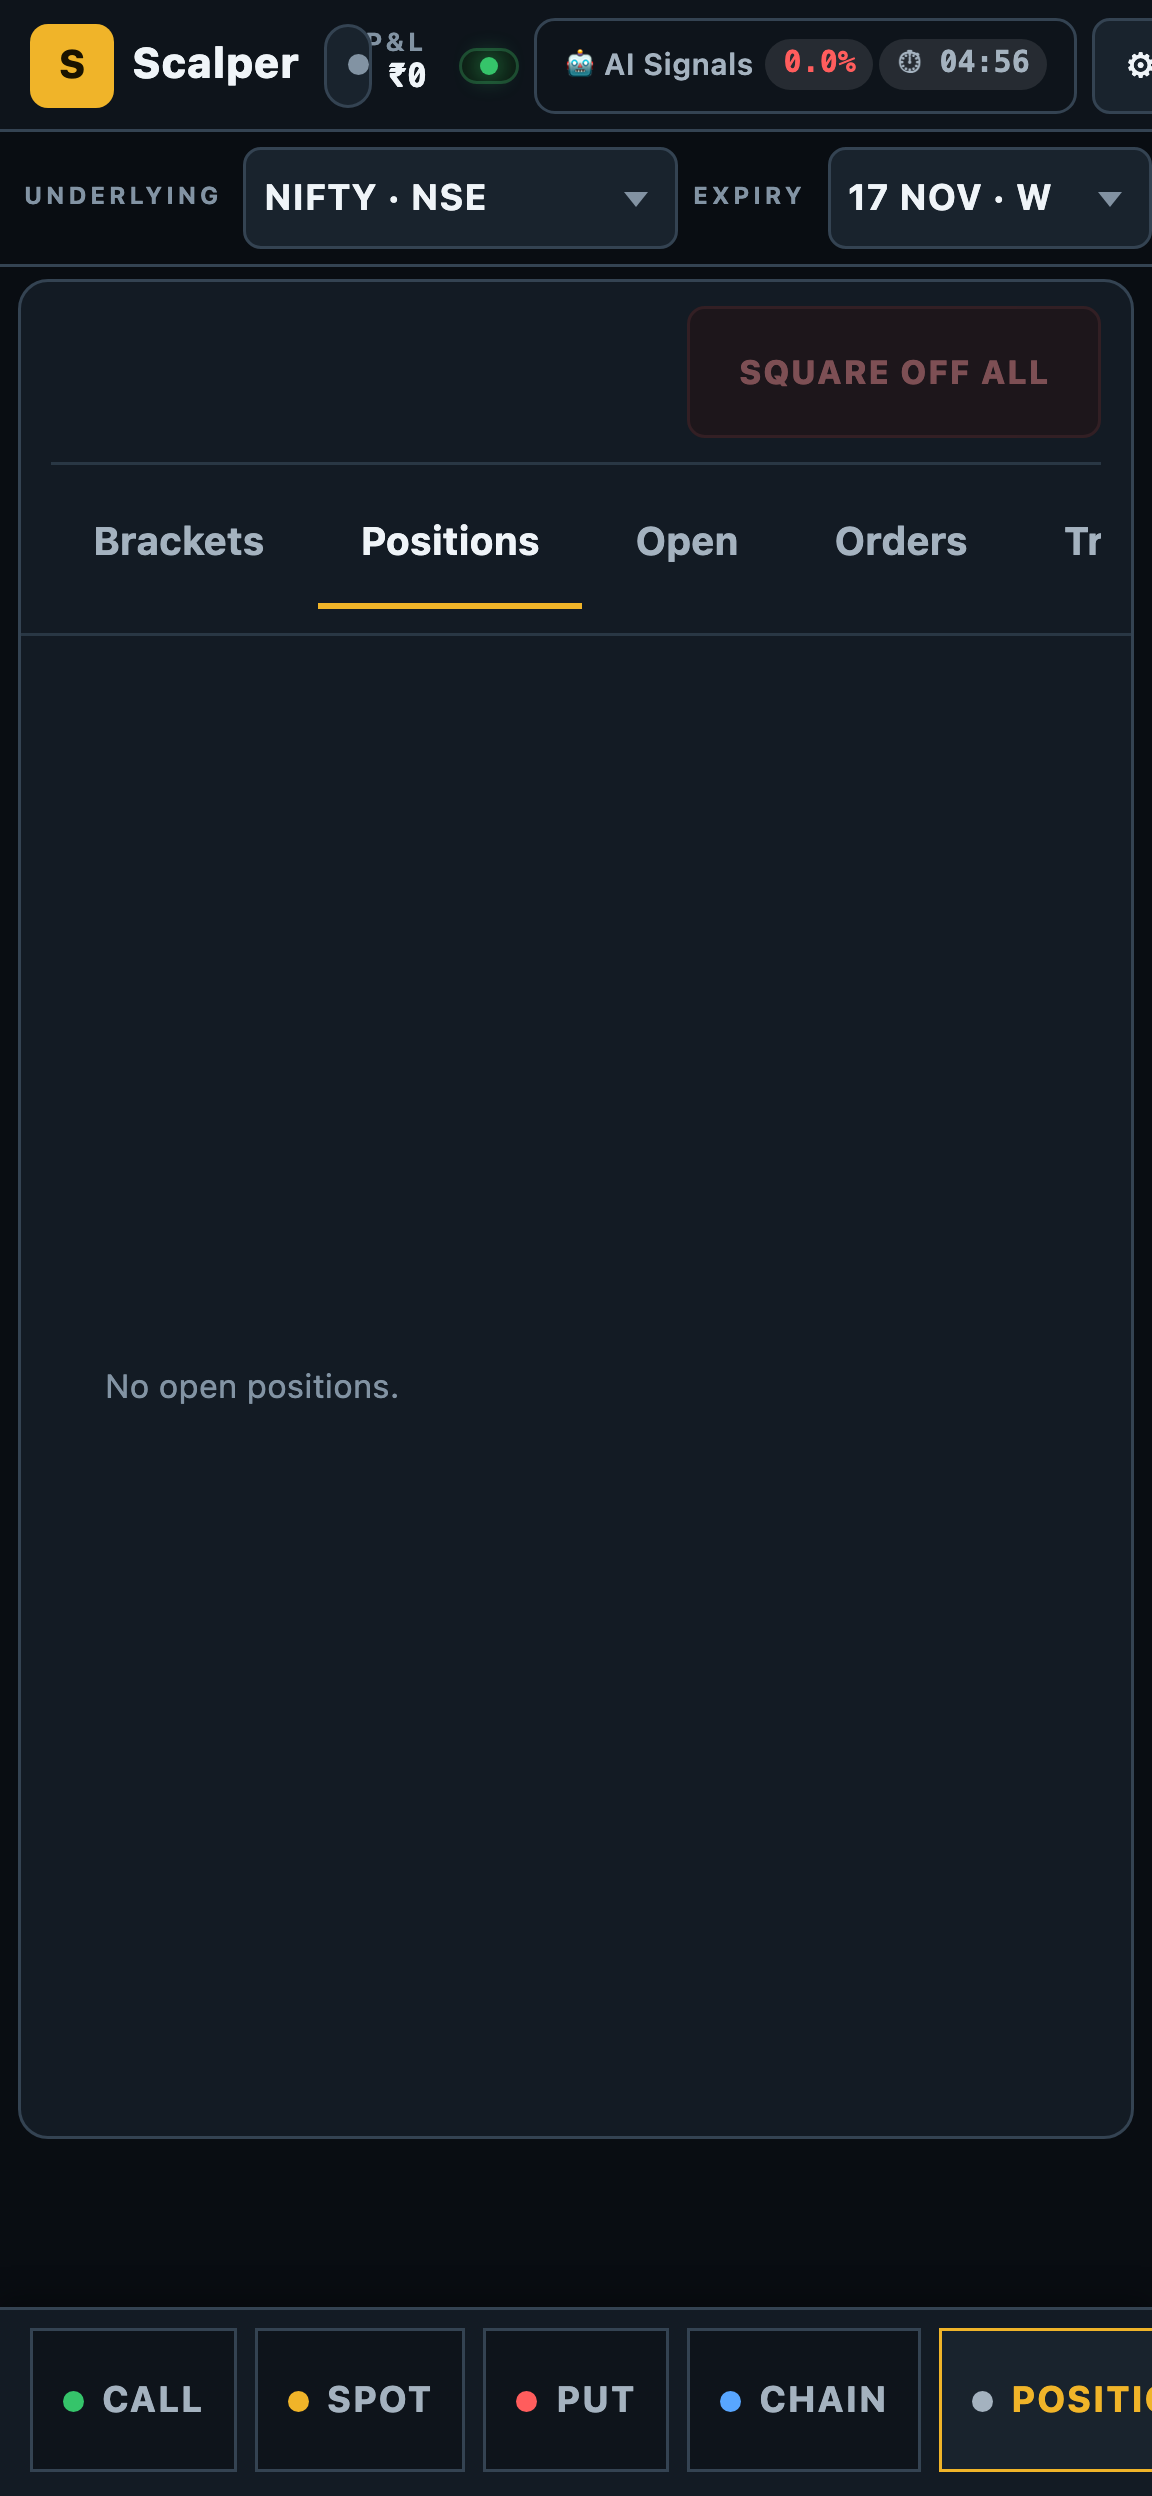 S Scalper P&L
₹0
🤖 AI Signals 0.0% ⏱ 04:56 ⚙
UNDERLYING NIFTY · NSE EXPIRY 17 NOV · W
SQUARE OFF ALL
Brackets Positions Open Orders Tr
No open positions.
CALL SPOT PUT CHAIN POSITI